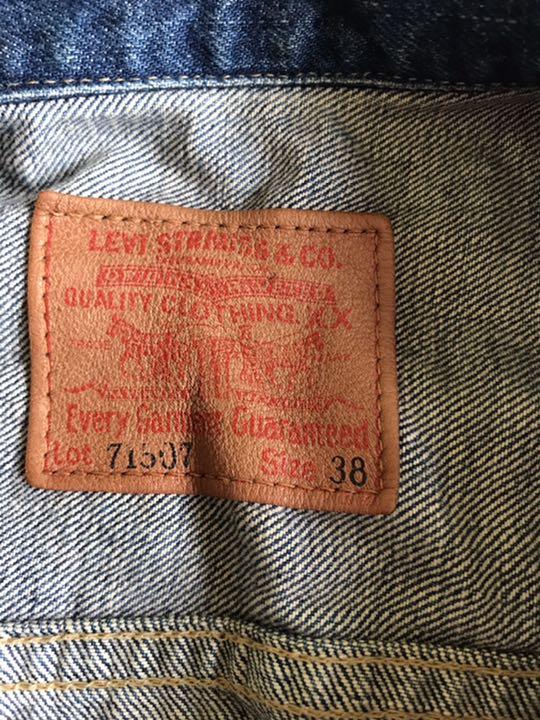 LEVI STRAUSS & CO.
QUALITY CLOTHING XX
Every Garment Guaranteed
Lot 71507 Size 38